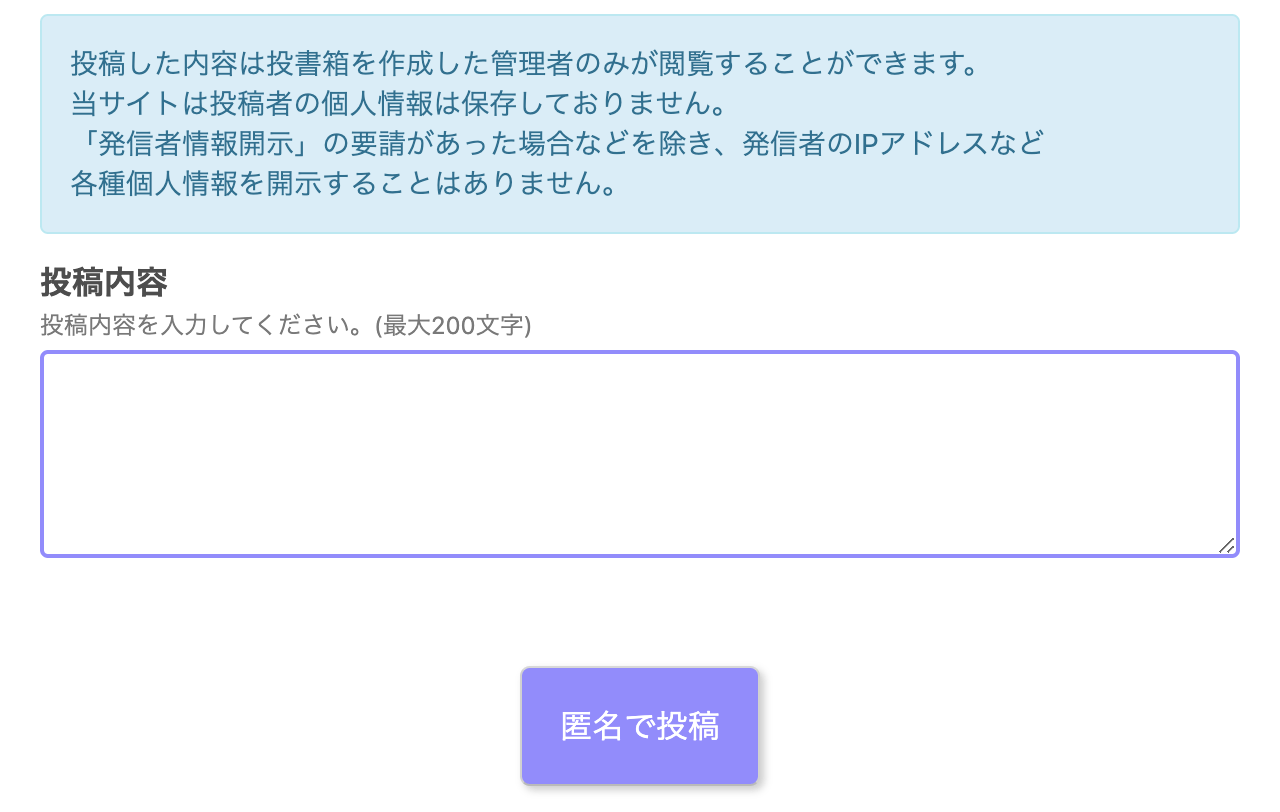 投稿した内容は投書箱を作成した管理者のみが閲覧することができます。
当サイトは投稿者の個人情報は保存しておりません。
「発信者情報開示」の要請があった場合などを除き、発信者のIPアドレスなど
各種個人情報を開示することはありません。
投稿内容
投稿内容を入力してください。(最大200文字)
匿名で投稿